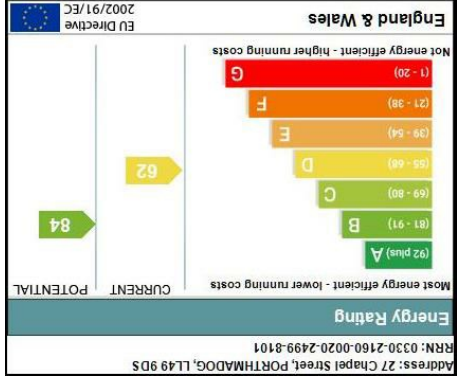 Address: 27 Chapel Street, PORTHMADOG, LL49 9DS
RRN: 0330-2160-0020-2499-8101
Energy Rating
Most energy efficient - lower running costs
CURRENT
POTENTIAL
(92 plus) A
(81 - 91) B
84
(69 - 80) C
(55 - 68) D
62
(39 - 54) E
(21 - 38) F
(1 - 20) G
Not energy efficient - higher running costs
England & Wales
EU Directive
2002/91/EC